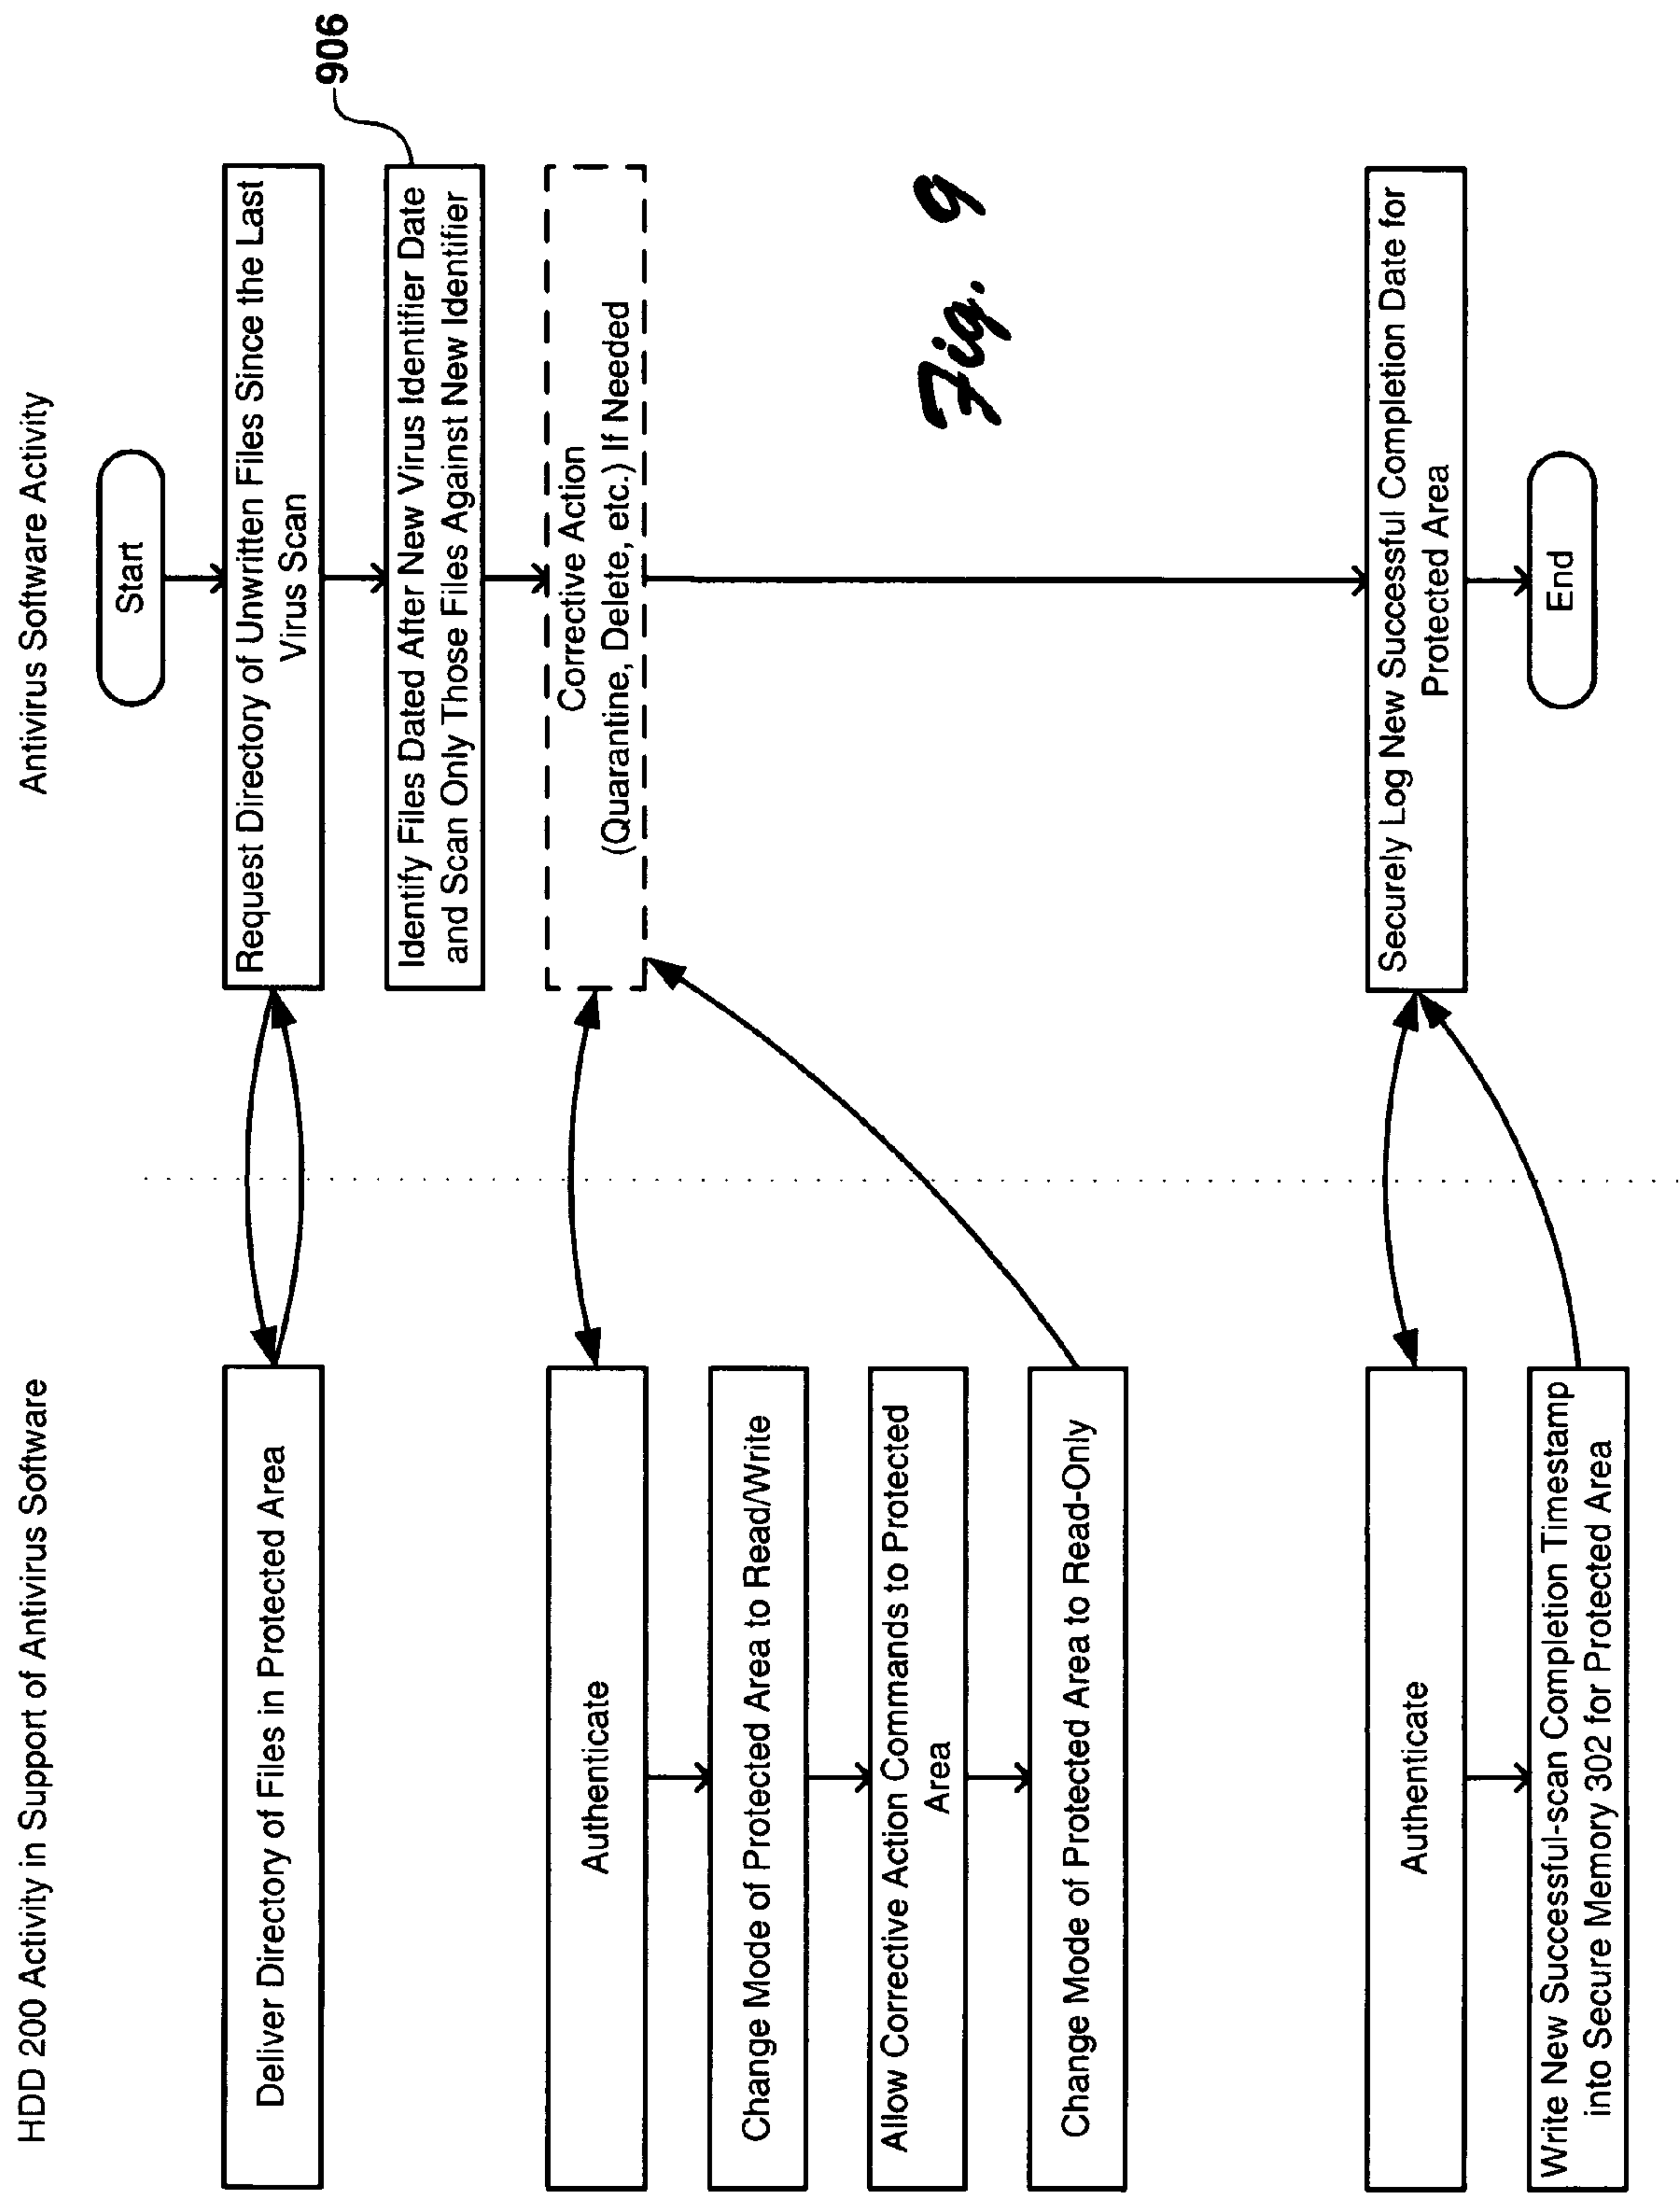 HDD 200 Activity in Support of Antivirus Software
Antivirus Software Activity
Start
Deliver Directory of Files in Protected Area
Request Directory of Unwritten Files Since the Last
Virus Scan
906
Identify Files Dated After New Virus Identifier Date
and Scan Only Those Files Against New Identifier
Authenticate
Corrective Action
(Quarantine, Delete, etc.) If Needed
Change Mode of Protected Area to Read/Write
Allow Corrective Action Commands to Protected
Area
Change Mode of Protected Area to Read-Only
Fig. 9
Authenticate
Securely Log New Successful Completion Date for
Protected Area
Write New Successful-scan Completion Timestamp
into Secure Memory 302 for Protected Area
End